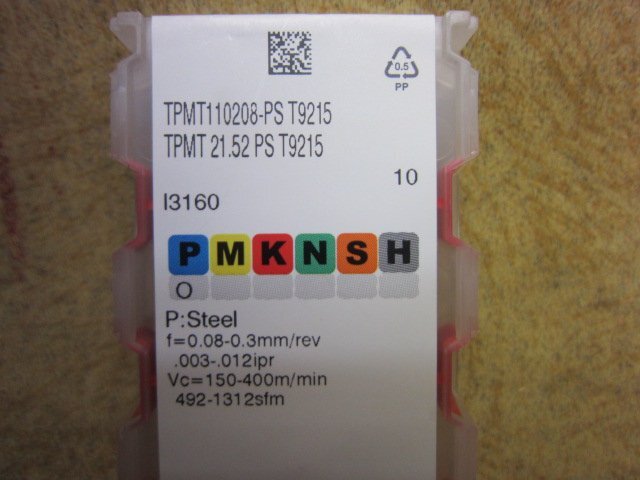 0.5
PP
TPMT110208-PS T9215
TPMT 21.52 PS T9215
10
I3160
P M K N S H
O
P:Steel
f=0.08-0.3mm/rev
.003-.012ipr
Vc=150-400m/min
492-1312sfm